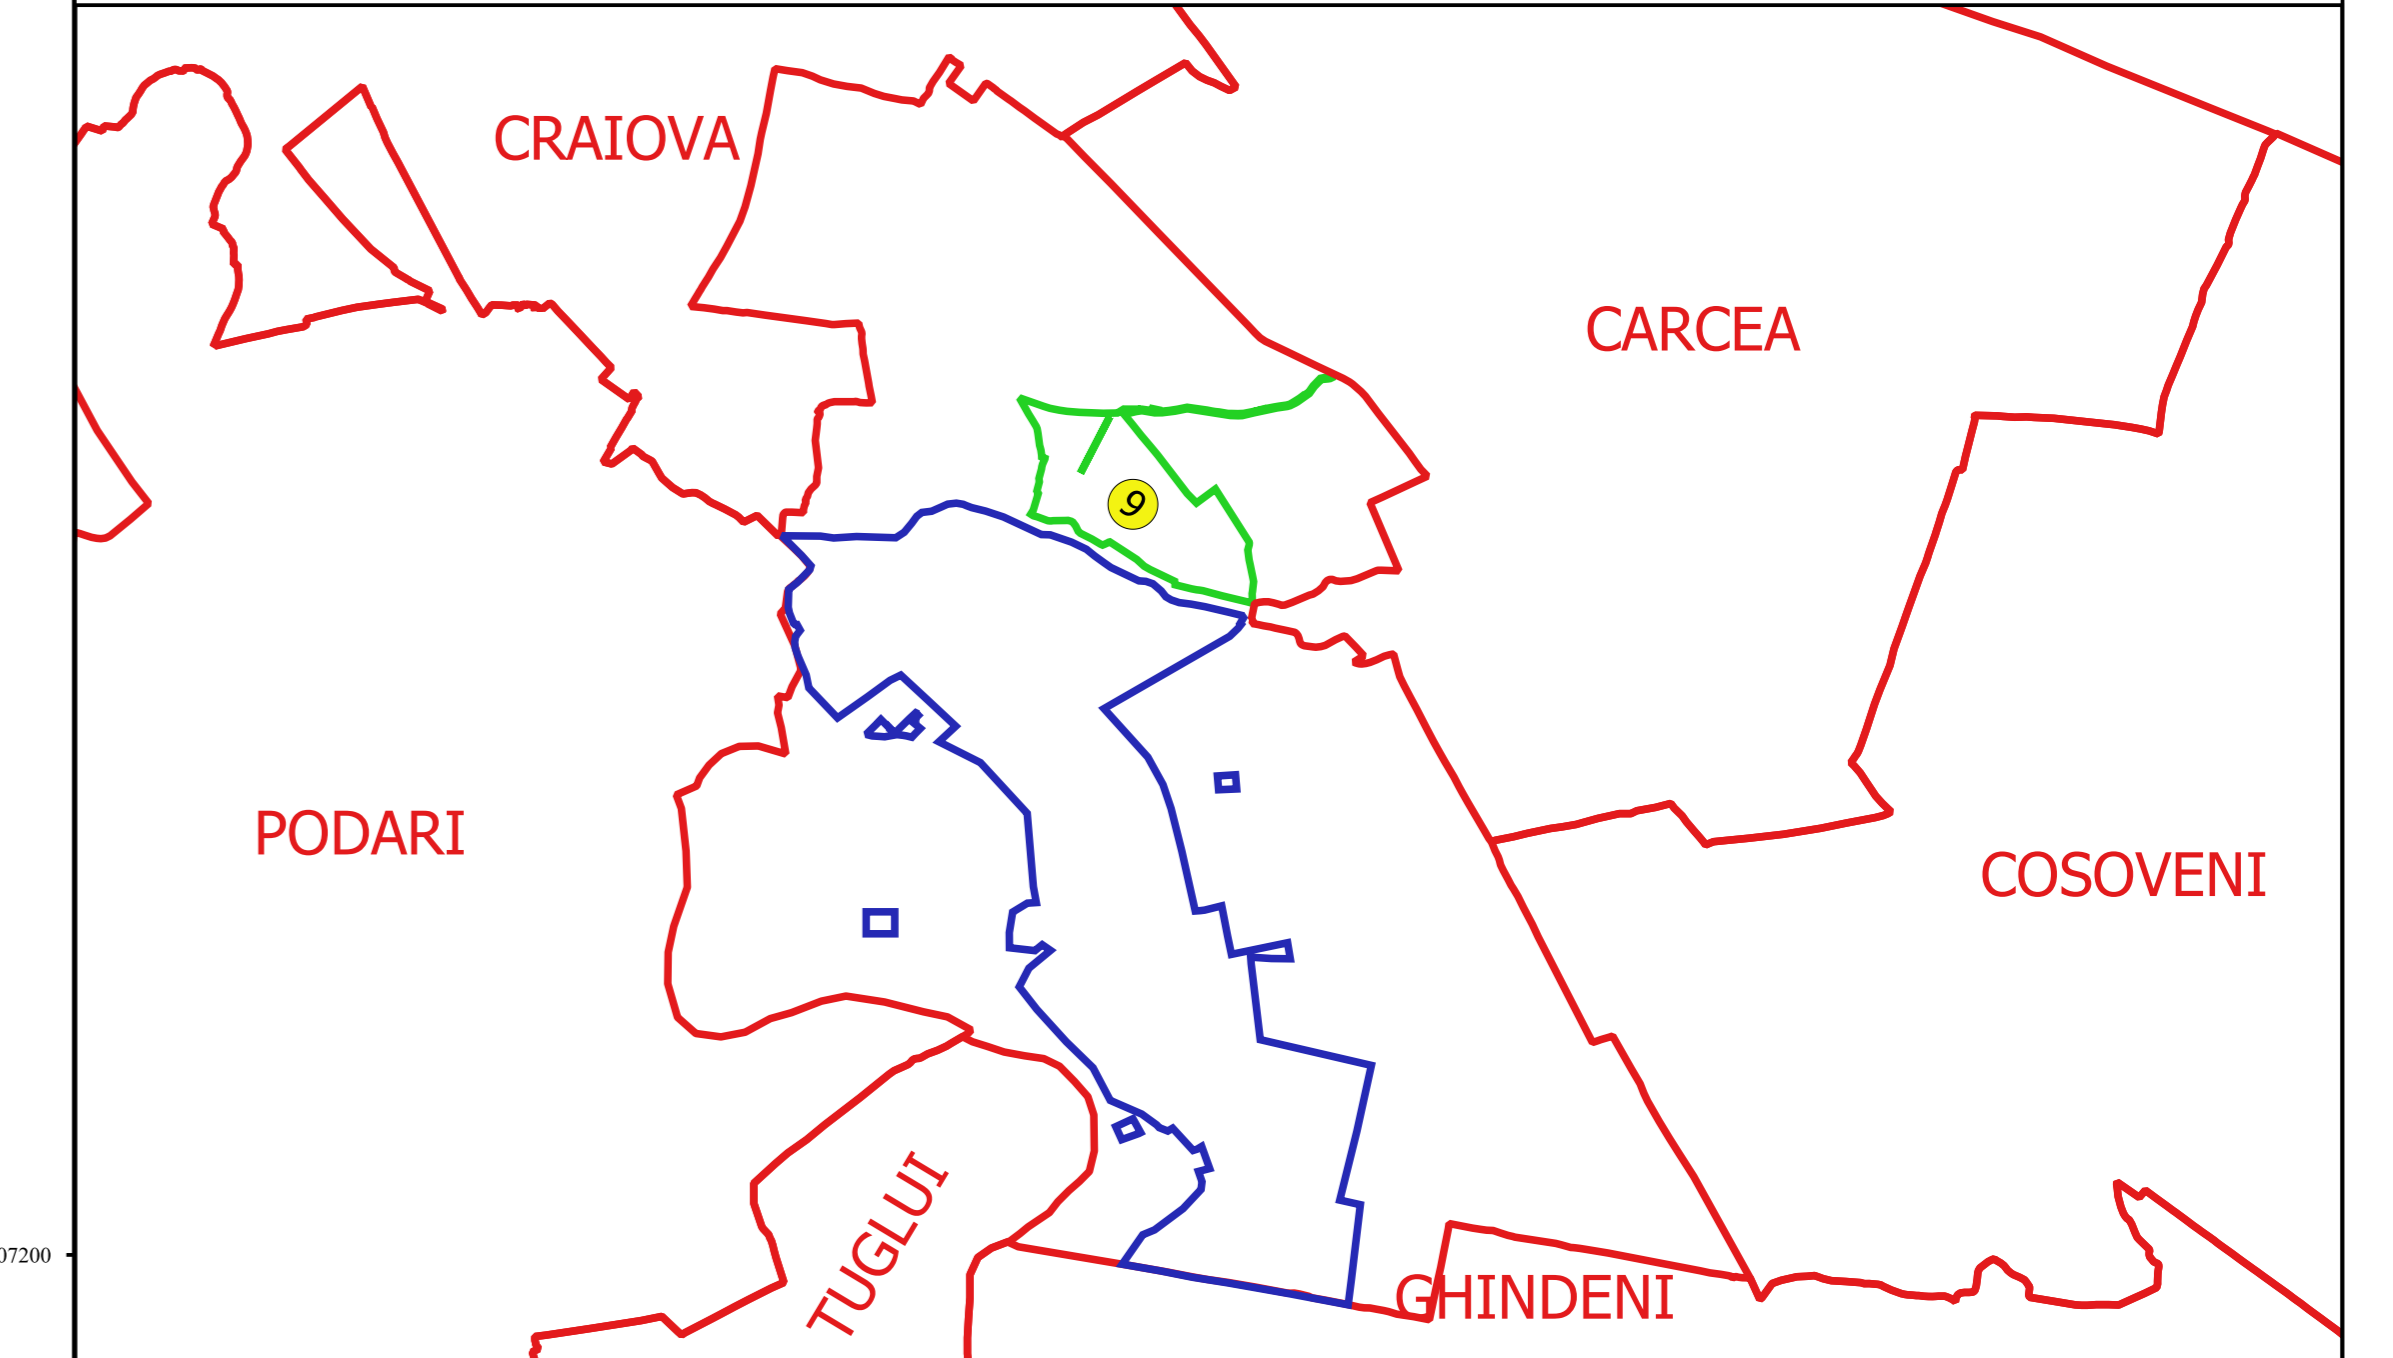 CRAIOVA
CARCEA
9
PODARI
COSOVENI
TUGLUI
07200
GHINDENI